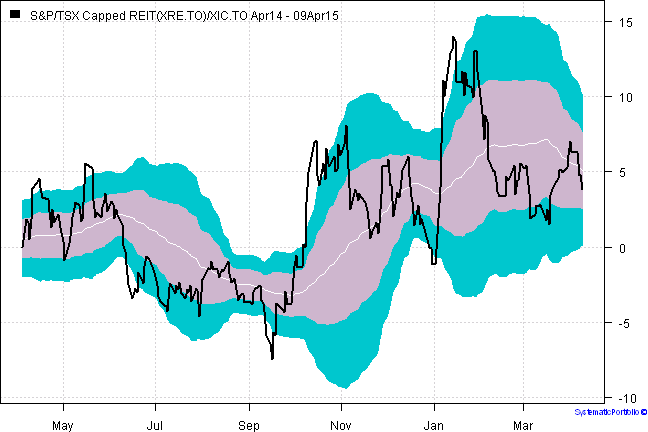 S&P/TSX Capped REIT(XRE.TO)/XIC.TO Apr14 - 09Apr15
15
10
5
0
-5
-10
May Jul Sep Nov Jan Mar
SystematicPortfolio ©